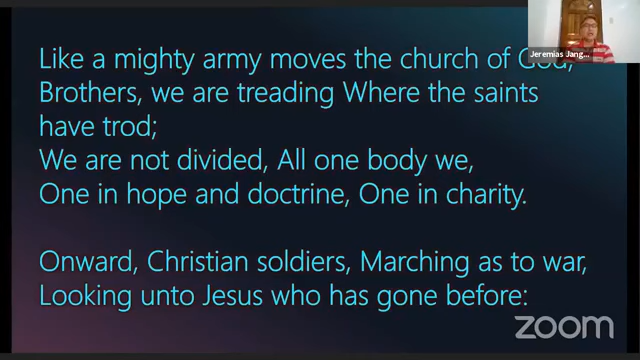 Like a mighty army moves the church of God,
Brothers, we are treading Where the saints
have trod;
We are not divided, All one body we,
One in hope and doctrine, One in charity.
Onward, Christian soldiers, Marching as to war,
Looking unto Jesus who has gone before:
Jeremias Jang...
zoom